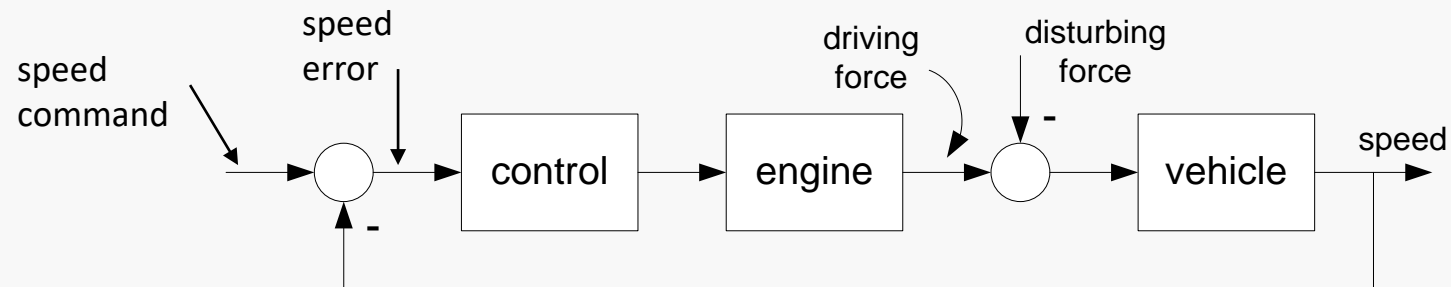 speed
command
speed
error
control
engine
driving
force
disturbing
force
-
vehicle
speed
-